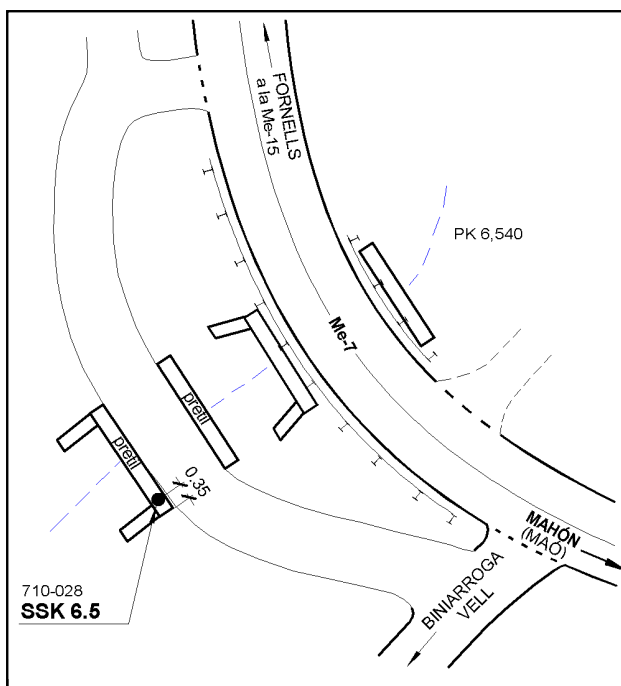 FORNELLS
a la Me-15
PK 6,540
Me-7
pretil
pretil
0.35
MAHÓN
(MAÓ)
BINIARROGA
VELL
710-028
SSK 6.5